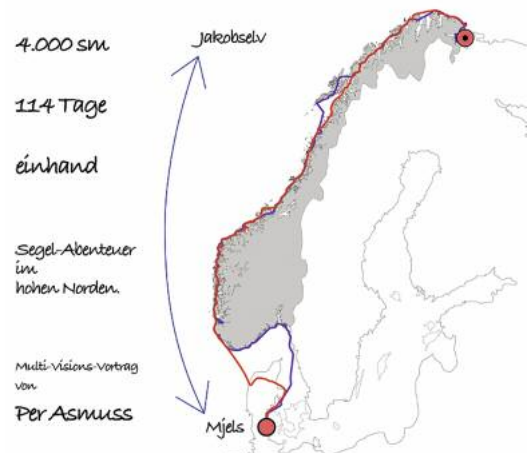 4.000 sm
Jakobselv
114 Tage
einhand
Segel-Abenteuer
im
hohen Norden.
Multi-Visions-Vortrag
von
Per Asmuss
Mjels